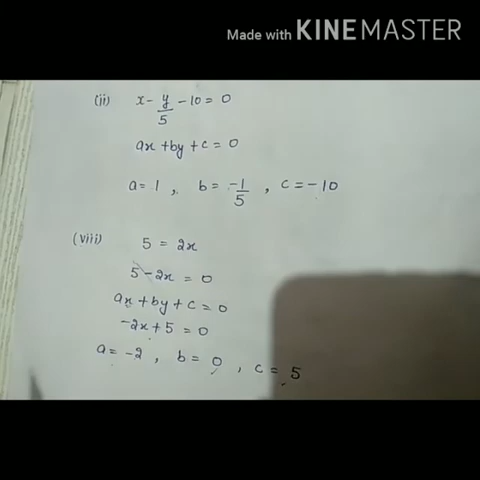 Made with KINEMASTER
(ii) x - y/5 - 10 = 0
ax + by + c = 0
a = 1 , b = -1/5 , c = -10
(viii) 5 = 2x
5 - 2x = 0
ax + by + c = 0
-2x + 5 = 0
a = -2 , b = 0 , c = 5